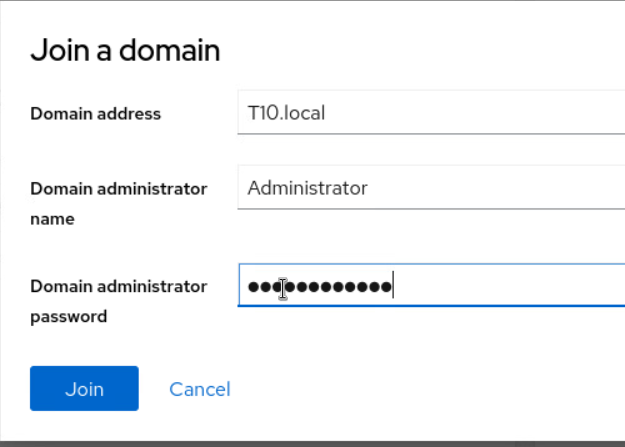 Join a domain
Domain address
T10.local
Domain administrator
name
Administrator
Domain administrator
password
●●●●●●●●●●●●
Join
Cancel